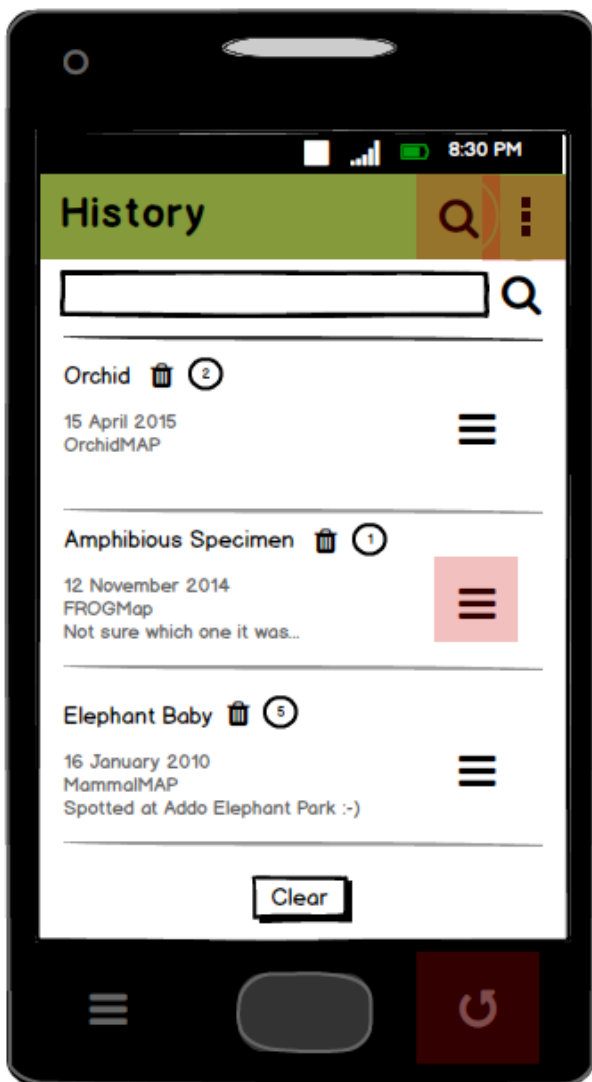 8:30 PM
History
Orchid 2
15 April 2015
OrchidMAP
Amphibious Specimen 1
12 November 2014
FROGMap
Not sure which one it was...
Elephant Baby 5
16 January 2010
MammalMAP
Spotted at Addo Elephant Park :-)
Clear